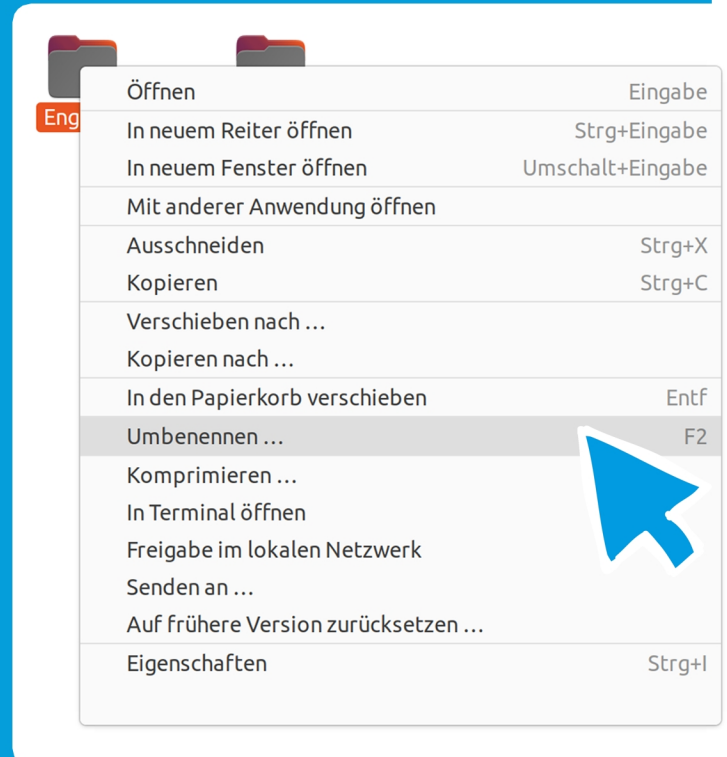 Eng
Öffnen Eingabe
In neuem Reiter öffnen Strg+Eingabe
In neuem Fenster öffnen Umschalt+Eingabe
Mit anderer Anwendung öffnen
Ausschneiden Strg+X
Kopieren Strg+C
Verschieben nach …
Kopieren nach …
In den Papierkorb verschieben Entf
Umbenennen … F2
Komprimieren …
In Terminal öffnen
Freigabe im lokalen Netzwerk
Senden an …
Auf frühere Version zurücksetzen …
Eigenschaften Strg+I